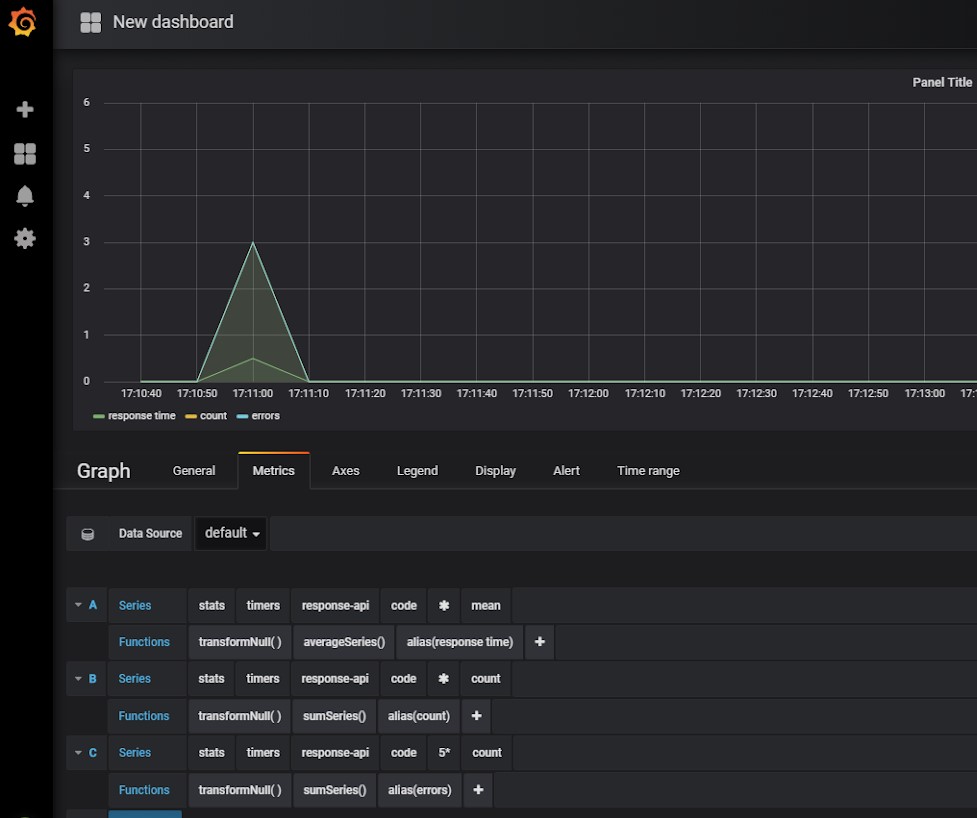 New dashboard
Panel Title
6
5
4
3
2
1
0
17:10:40 17:10:50 17:11:00 17:11:10 17:11:20 17:11:30 17:11:40 17:11:50 17:12:00 17:12:10 17:12:20 17:12:30 17:12:40 17:12:50 17:13:00 17:
response time count errors
Graph General Metrics Axes Legend Display Alert Time range
Data Source default
A Series stats timers response-api code * mean
Functions transformNull( ) averageSeries() alias(response time) +
B Series stats timers response-api code * count
Functions transformNull( ) sumSeries() alias(count) +
C Series stats timers response-api code 5* count
Functions transformNull( ) sumSeries() alias(errors) +